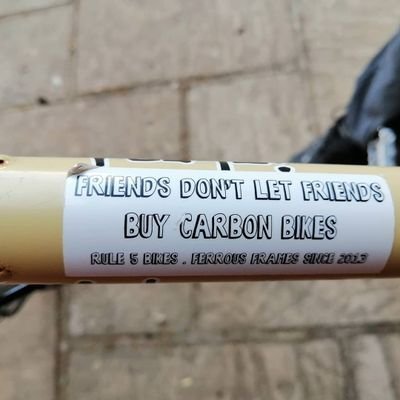 FRIENDS DON'T LET FRIENDS
BUY CARBON BIKES
RULE 5 BIKES . FERROUS FRAMES SINCE 2013